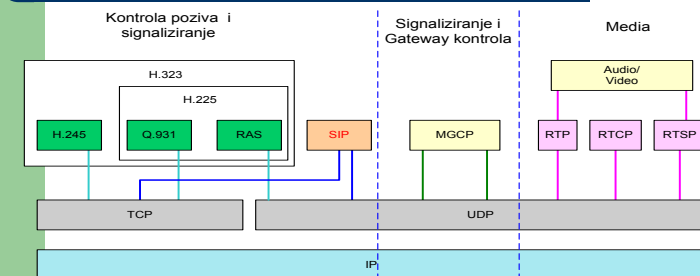 Kontrola poziva i
signaliziranje
Signaliziranje i
Gateway kontrola
Media
H.323
H.225
Audio/
Video
H.245
Q.931
RAS
SIP
MGCP
RTP
RTCP
RTSP
TCP
UDP
IP